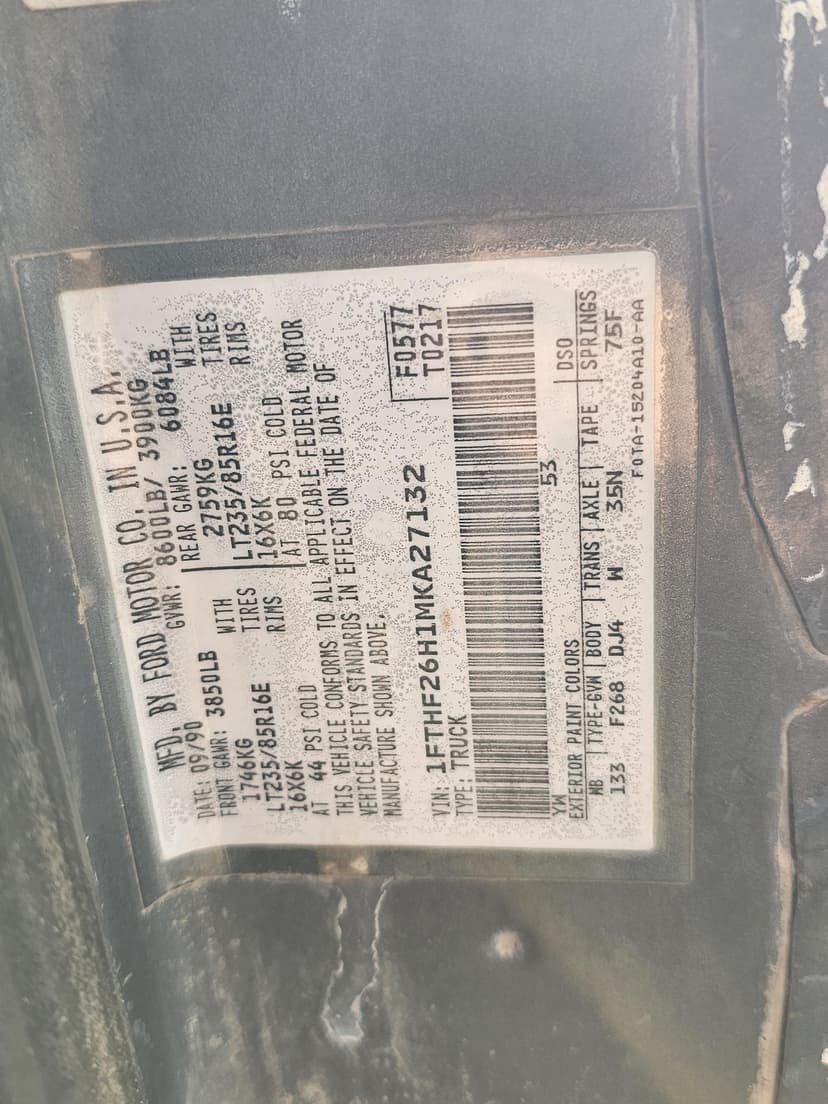 MFD. BY FORD MOTOR CO. IN U.S.A.
DATE: 09/90 GVWR: 8600LB/ 3900KG
FRONT GAWR: 3850LB REAR GAWR: 6084LB
1746KG WITH 2759KG WITH
LT235/85R16E TIRES LT235/85R16E TIRES
16X6K RIMS 16X6K RIMS
AT 44 PSI COLD AT 80 PSI COLD
THIS VEHICLE CONFORMS TO ALL APPLICABLE FEDERAL MOTOR
VEHICLE SAFETY STANDARDS IN EFFECT ON THE DATE OF
MANUFACTURE SHOWN ABOVE.
F0577
VIN: 1FTHF26H1MKA27132 T0217
TYPE: TRUCK
YW 53
EXTERIOR PAINT COLORS DSO
WB TYPE-GVW BODY TRANS AXLE TAPE SPRINGS
133 F268 DJ4 W 35N 75F
F0TA-15204A10-AA